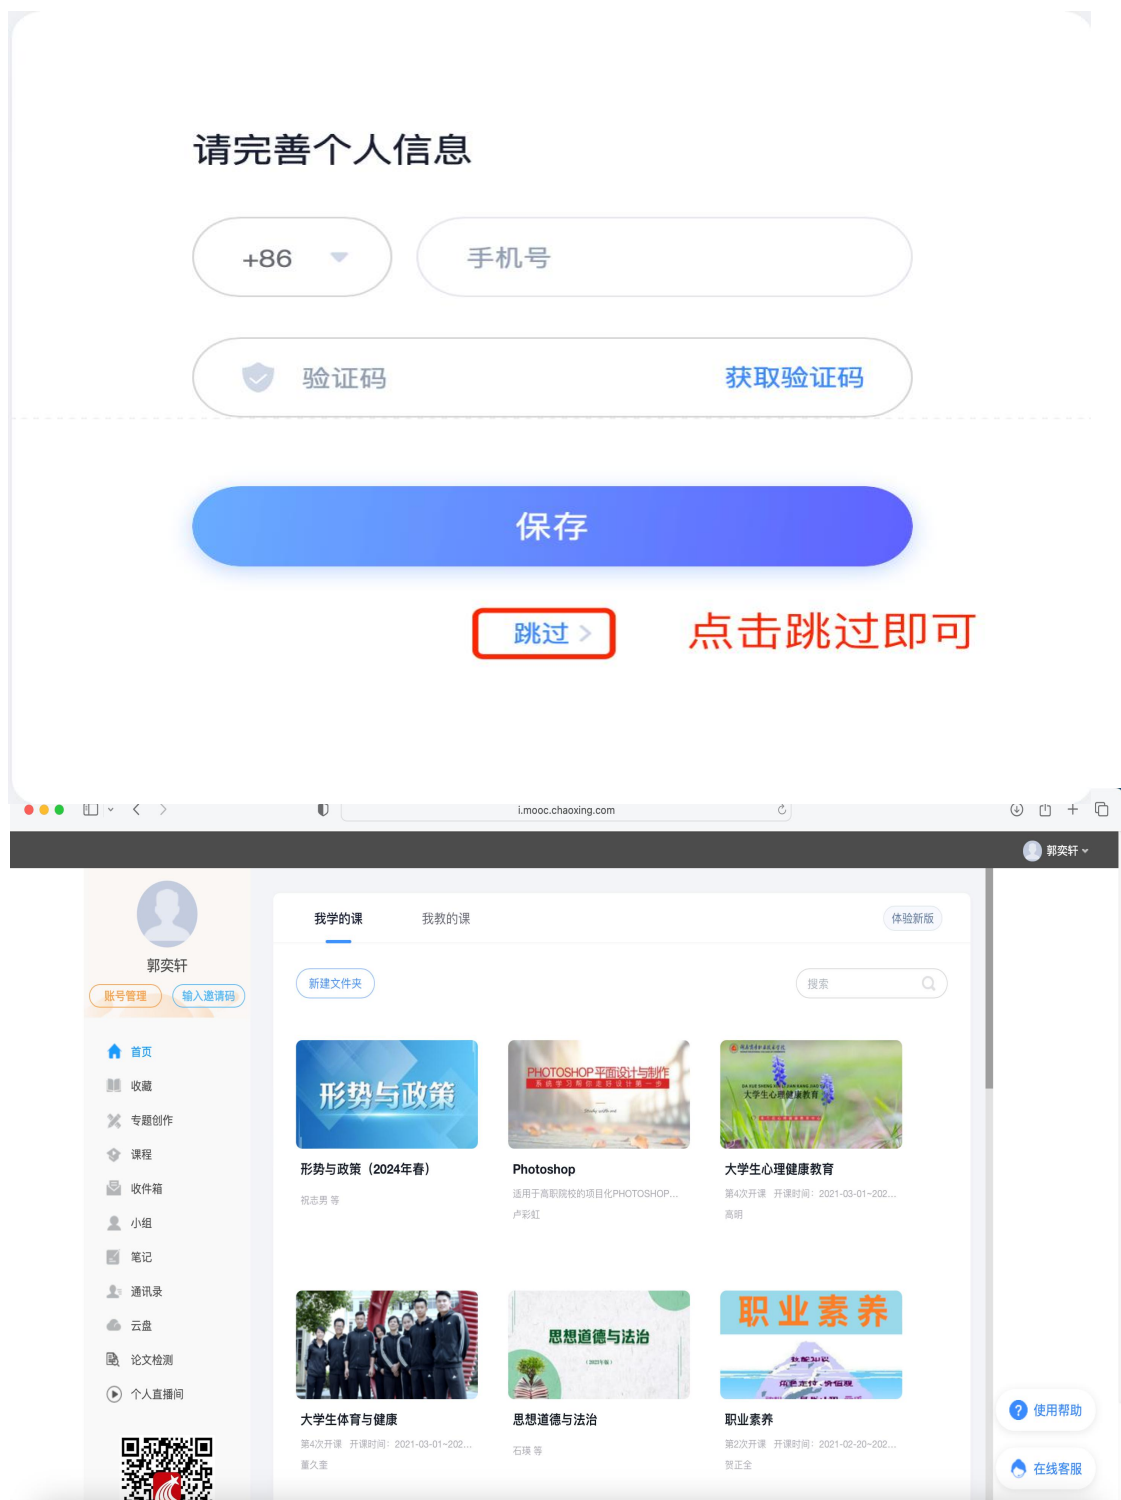 请完善个人信息
+86 手机号
验证码 获取验证码
保存
跳过 > 点击跳过即可
i.mooc.chaoxing.com
郭奕轩
我学的课 我教的课 体验新版
郭奕轩
账号管理 输入邀请码
新建文件夹 搜索
首页
收藏
专题创作
课程
收件箱
小组
笔记
通讯录
云盘
论文检测
个人直播间
形势与政策
PHOTOSHOP平面设计与制作
系统学习帮你走好设计第一步
大学生心理健康教育
形势与政策（2024年春）
祝志男 等
Photoshop
适用于高职院校的项目化PHOTOSHOP...
卢彩虹
大学生心理健康教育
第4次开课 开课时间：2021-03-01~202...
高明
思想道德与法治
职业素养
大学生体育与健康
第4次开课 开课时间：2021-03-01~202...
董久奎
思想道德与法治
石瑛 等
职业素养
第2次开课 开课时间：2021-02-20~202...
贺正全
使用帮助
在线客服